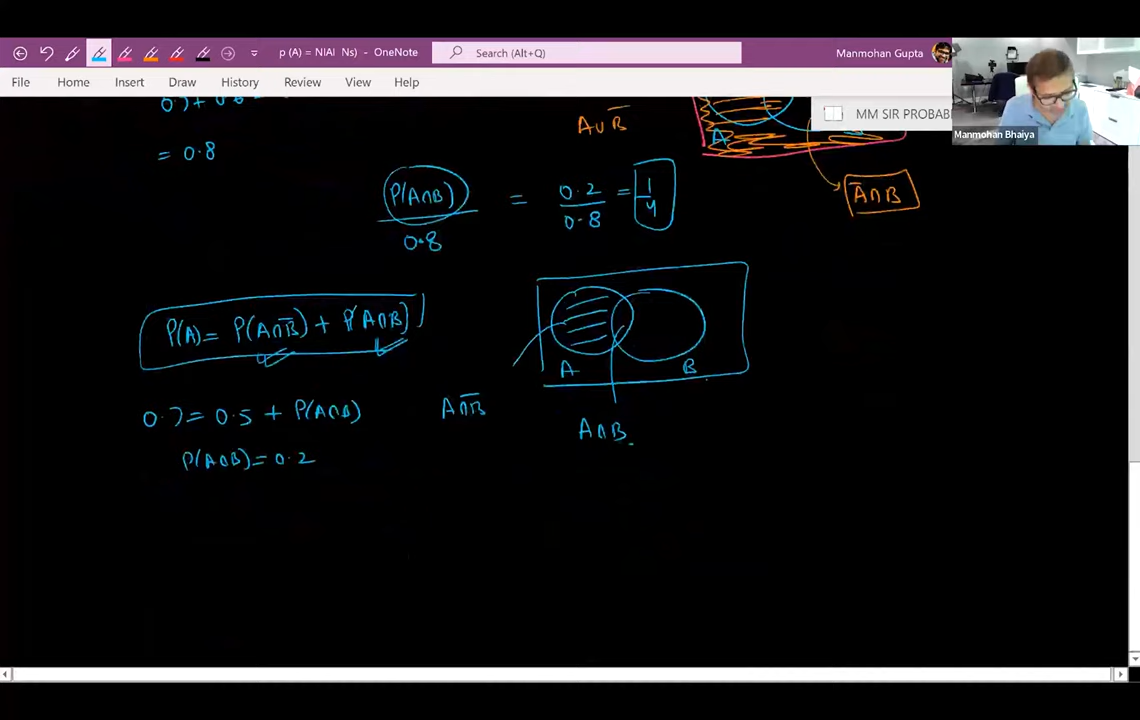 p (A) = NIAI Ns) - OneNote
Search (Alt+Q)
Manmohan Gupta
File Home Insert Draw History Review View Help
MM SIR PROBAB
Manmohan Bhaiya
= 0.8
A∪B̅
A
P(A∩B)
0.8
= 0.2
0.8
= 1
4
A̅∩B
P(A) = P(A∩B̅) + P(A∩B)
A B
0.7 = 0.5 + P(A∩B)
A∩B̅
A∩B
P(A∩B) = 0.2